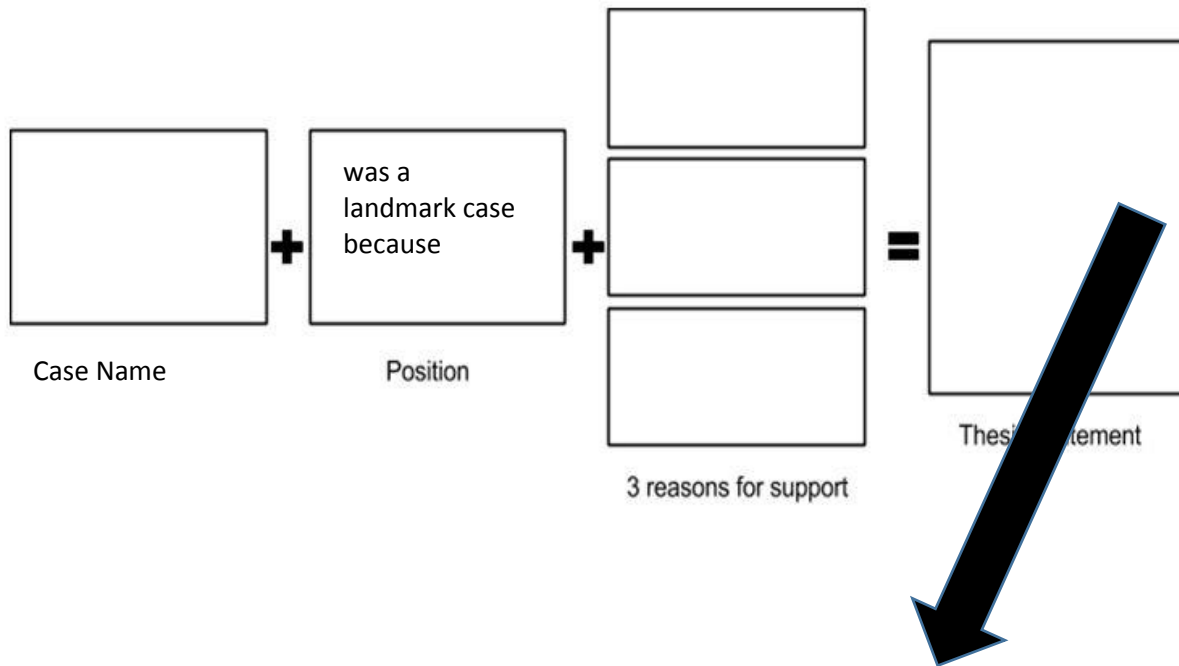 was a
landmark case
because
Case Name
Position
3 reasons for support